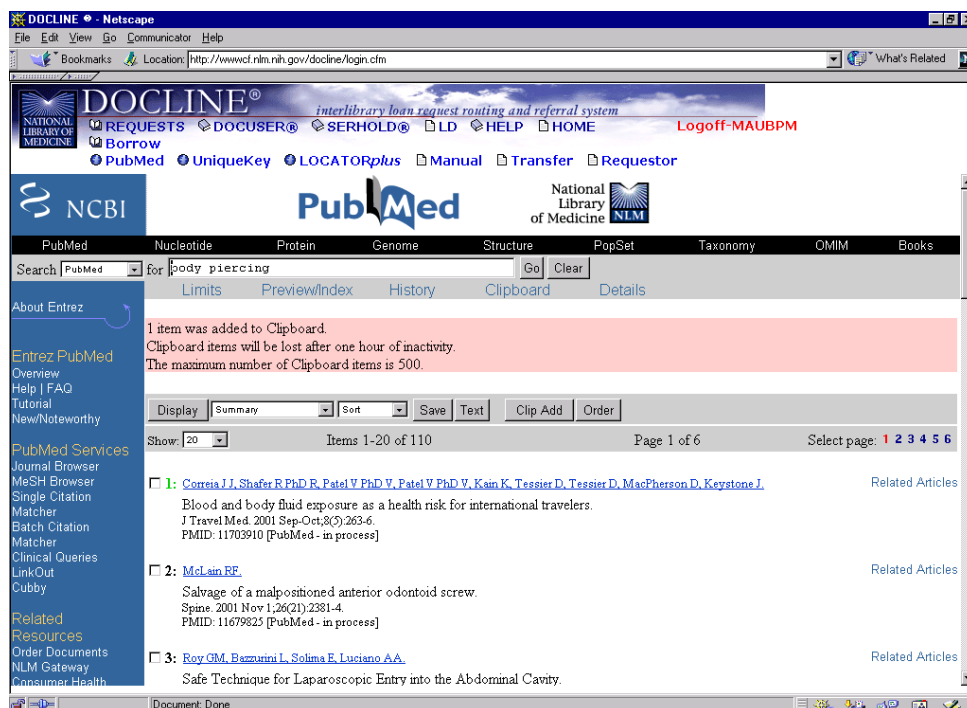 DOCLINE ® - Netscape
File Edit View Go Communicator Help
Bookmarks Location: http://wwwcf.nlm.nih.gov/docline/login.cfm What's Related
DOCLINE®
interlibrary loan request routing and referral system
NATIONAL LIBRARY OF MEDICINE
REQUESTS DOCUSER® SERHOLD® LD HELP HOME Logoff-MAUBPM
Borrow
PubMed UniqueKey LOCATORplus Manual Transfer Requestor
NCBI PubMed National Library of Medicine NLM
PubMed Nucleotide Protein Genome Structure PopSet Taxonomy OMIM Books
Search PubMed for body piercing Go Clear
Limits Preview/Index History Clipboard Details
About Entrez
1 item was added to Clipboard.
Clipboard items will be lost after one hour of inactivity.
The maximum number of Clipboard items is 500.
Entrez PubMed
Overview
Help | FAQ
Tutorial
New/Noteworthy
PubMed Services
Journal Browser
MeSH Browser
Single Citation
Matcher
Batch Citation
Matcher
Clinical Queries
LinkOut
Cubby
Related
Resources
Order Documents
NLM Gateway
Consumer Health
Display Summary Sort Save Text Clip Add Order
Show: 20 Items 1-20 of 110 Page 1 of 6 Select page: 1 2 3 4 5 6
1: Correia J J, Shafer R PhD R, Patel V PhD V, Patel V PhD V, Kain K, Tessier D, Tessier D, MacPherson D, Keystone J. Related Articles
Blood and body fluid exposure as a health risk for international travelers.
J Travel Med. 2001 Sep-Oct;8(5):263-6.
PMID: 11703910 [PubMed - in process]
2: McLain RF. Related Articles
Salvage of a malpositioned anterior odontoid screw.
Spine. 2001 Nov 1;26(21):2381-4.
PMID: 11679825 [PubMed - in process]
3: Roy GM, Bazzurini L, Solima E, Luciano AA. Related Articles
Safe Technique for Laparoscopic Entry into the Abdominal Cavity.
Document: Done